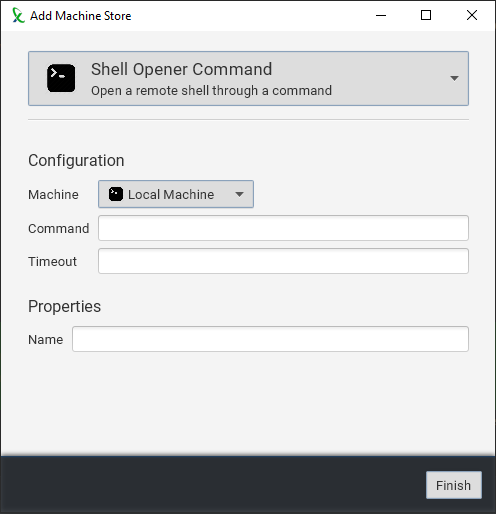 Add Machine Store
Shell Opener Command
Open a remote shell through a command
Configuration
Machine Local Machine
Command
Timeout
Properties
Name
Finish